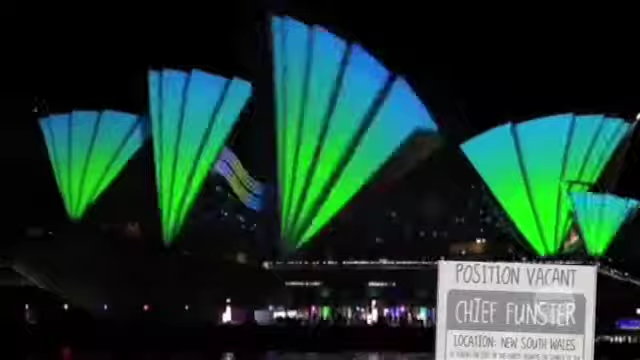 POSITION VACANT
CHIEF FUNSTER
LOCATION: NEW SOUTH WALES